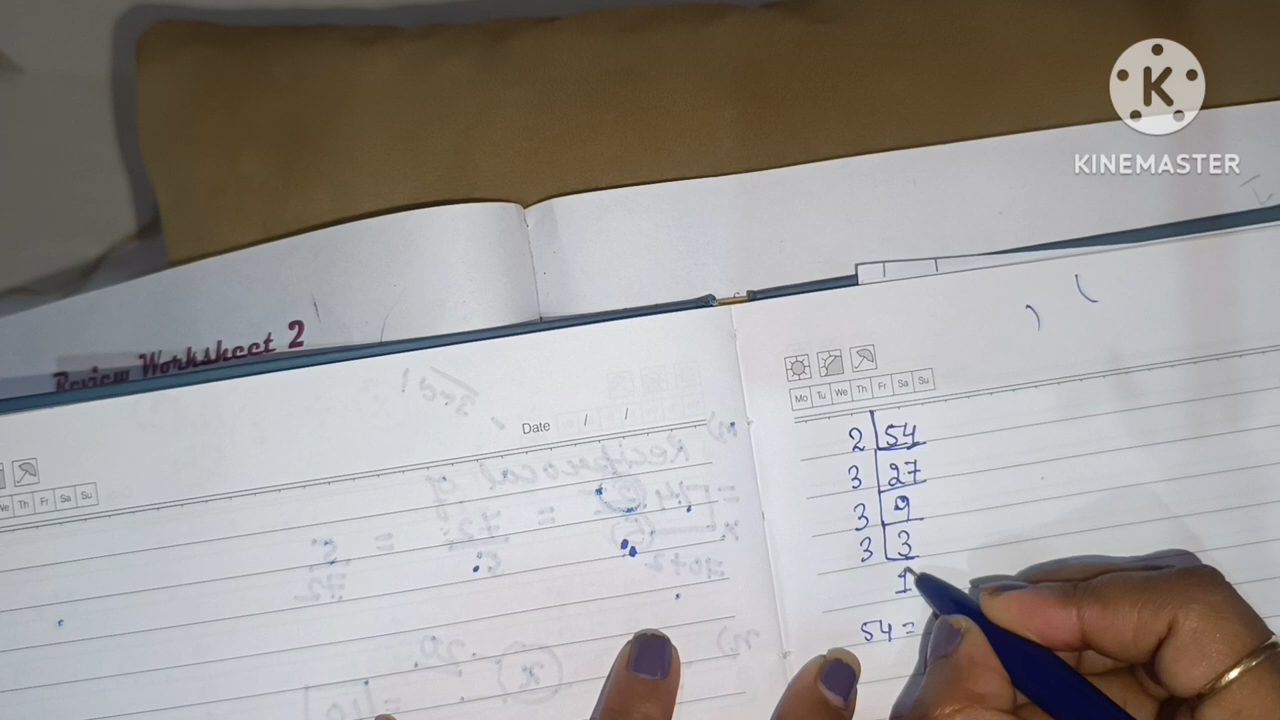 KINEMASTER
Review Worksheet 2
Date / /
We Th Fr Sa Su
Mo Tu We Th Fr Sa Su
2 54
3 27
3 9
3 3
1
54 =